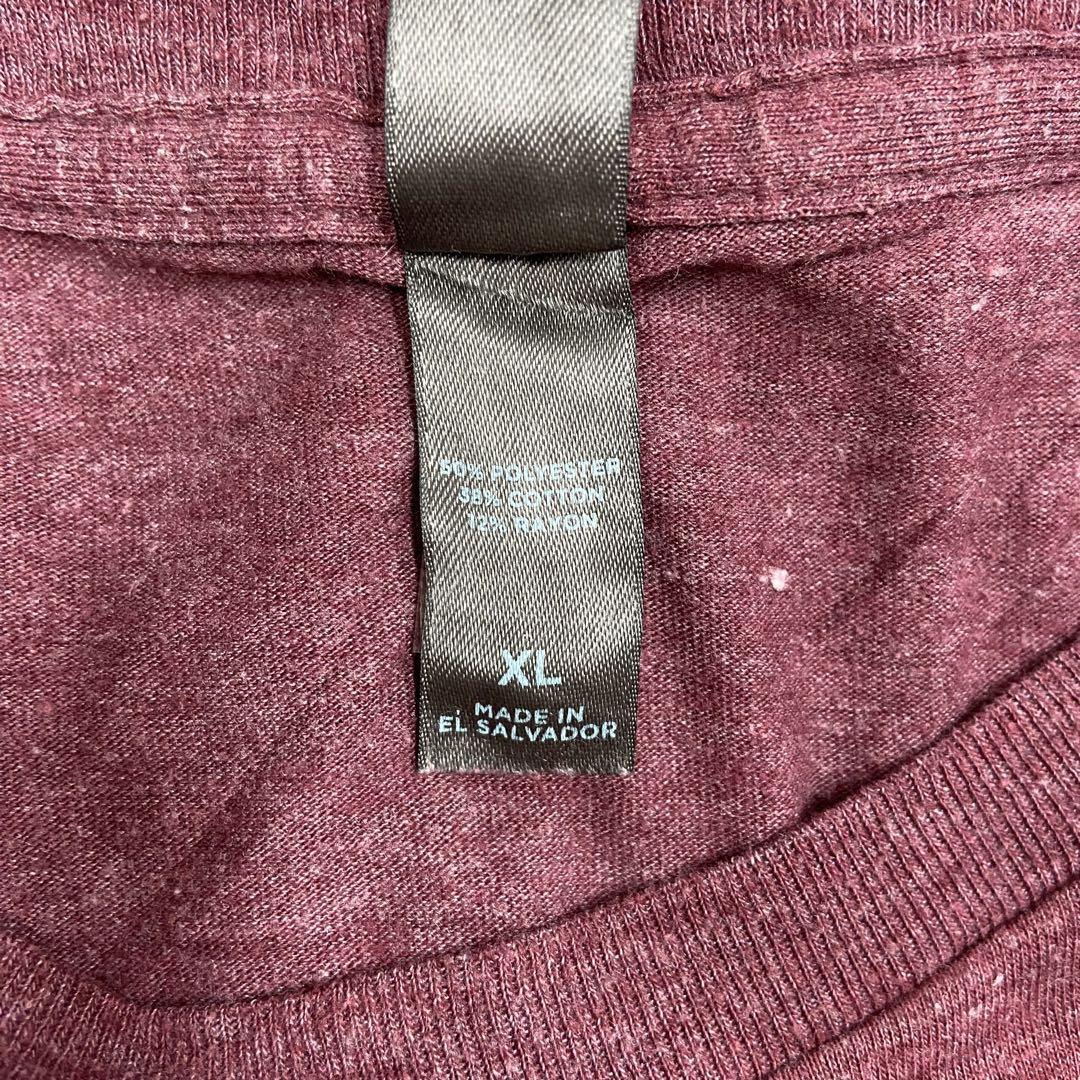 50% POLYESTER
38% COTTON
12% RAYON
XL
MADE IN
EL SALVADOR